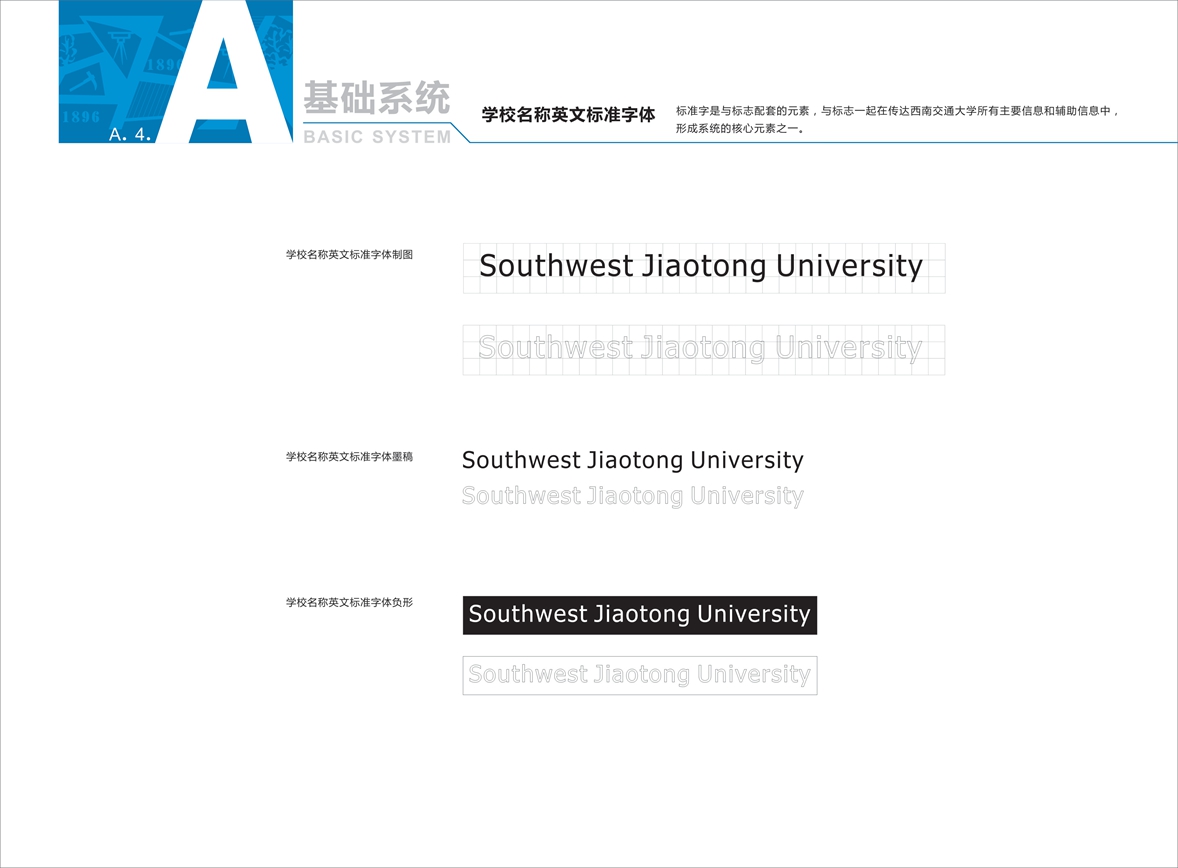 1896
1896
A. 4.
A
基础系统
BASIC SYSTEM
学校名称英文标准字体
标准字是与标志配套的元素，与标志一起在传达西南交通大学所有主要信息和辅助信息中，
形成系统的核心元素之一。
学校名称英文标准字体制图
Southwest Jiaotong University
Southwest Jiaotong University
学校名称英文标准字体墨稿
Southwest Jiaotong University
Southwest Jiaotong University
学校名称英文标准字体负形
Southwest Jiaotong University
Southwest Jiaotong University